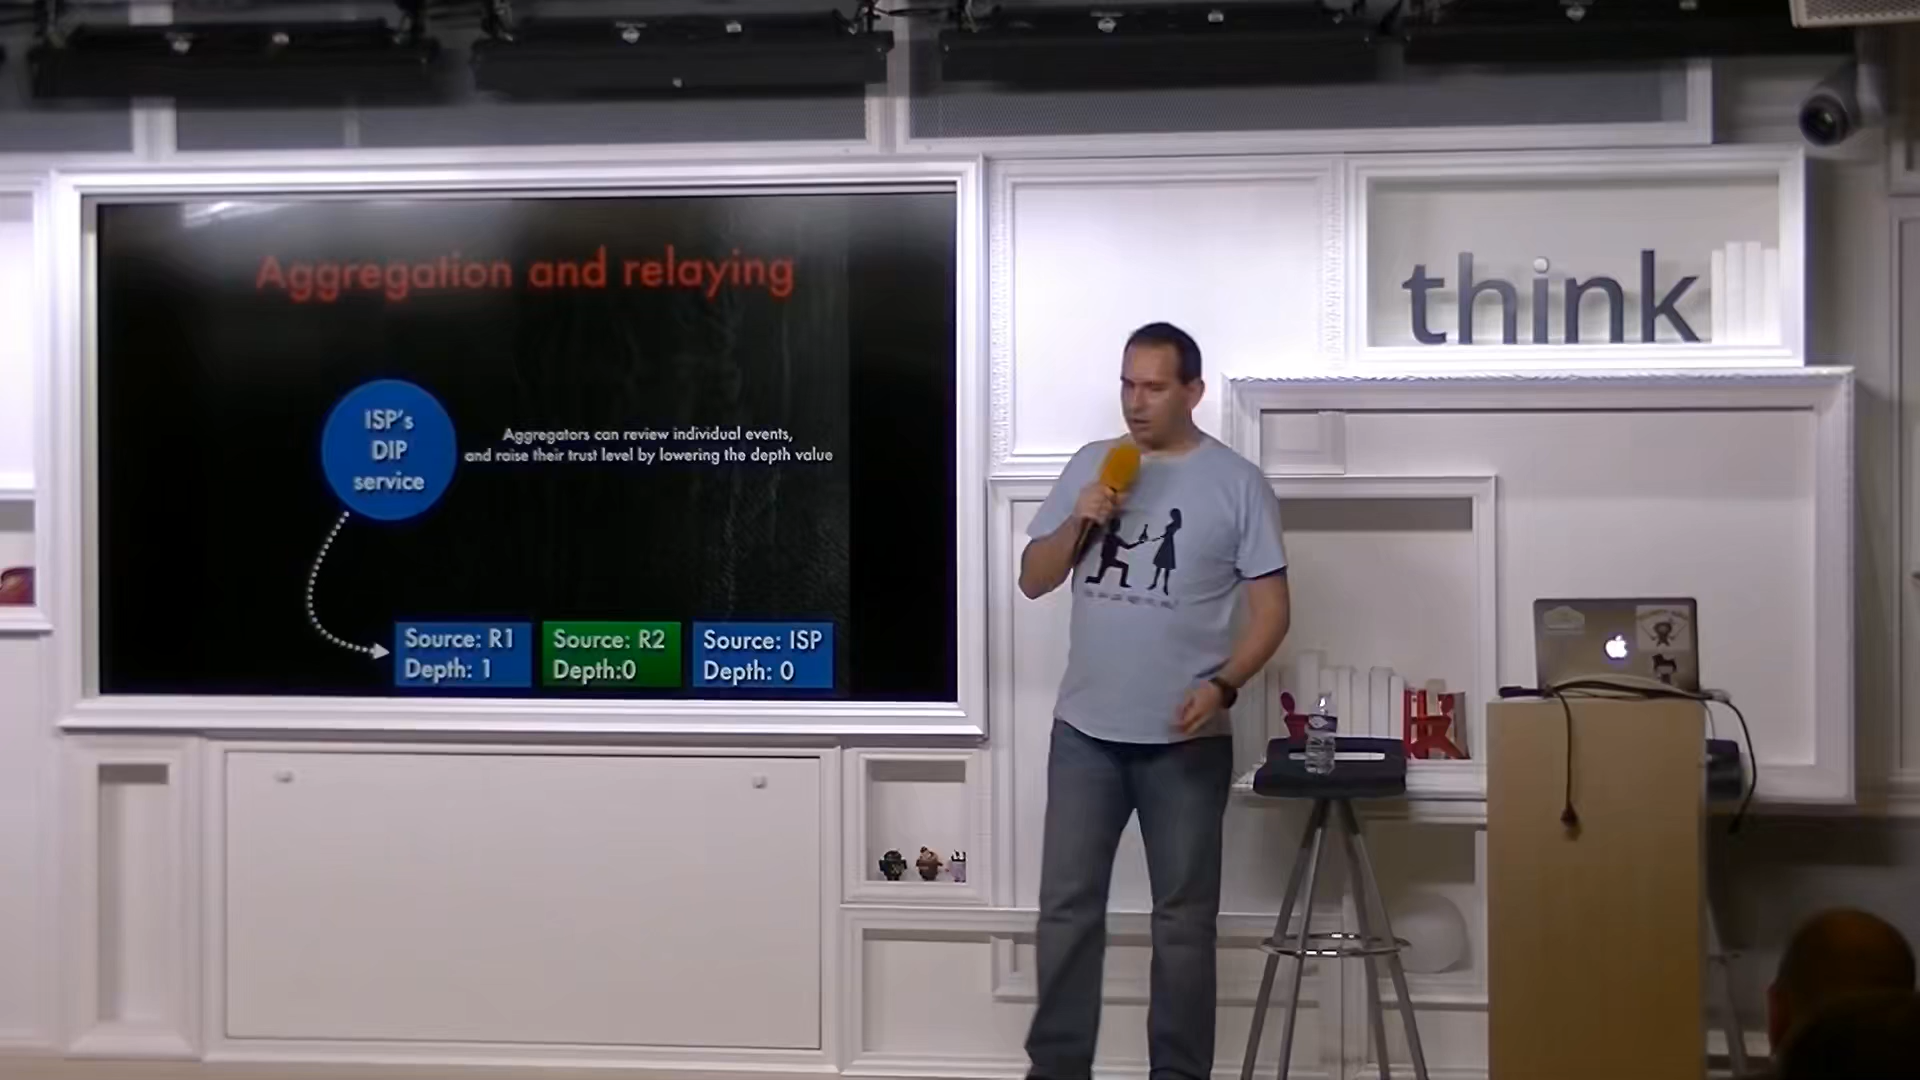 Aggregation and relaying
ISP's
DIP
service
Aggregators can review individual events,
and raise their trust level by lowering the depth value
Source: R1
Depth: 1
Source: R2
Depth:0
Source: ISP
Depth: 0
think